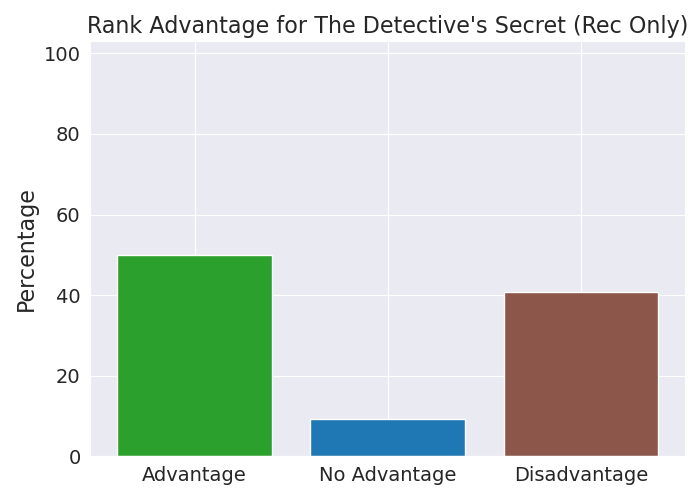 Rank Advantage for The Detective's Secret (Rec Only)
Percentage
100
80
60
40
20
0
Advantage No Advantage Disadvantage